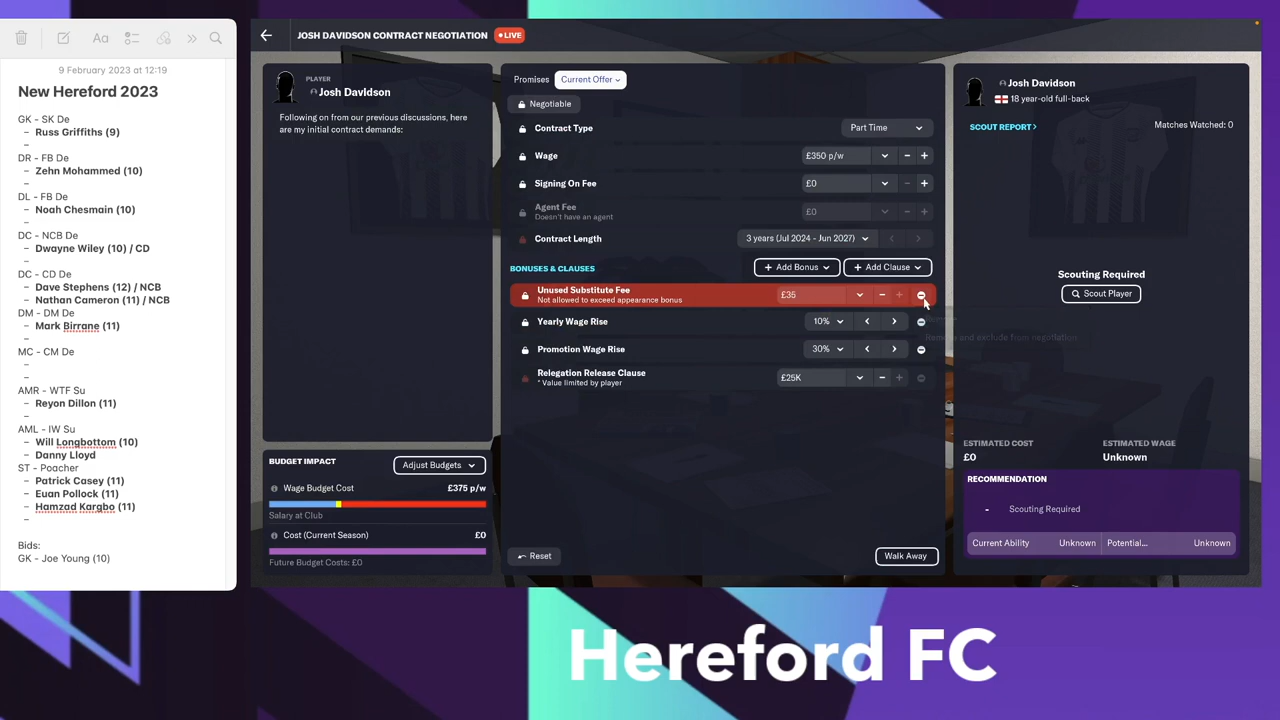 9 February 2023 at 12:19
New Hereford 2023
GK - SK De
– Russ Griffiths (9)
–
DR - FB De
– Zehn Mohammed (10)
–
DL - FB De
– Noah Chesmain (10)
DC - NCB De
– Dwayne Wiley (10) / CD
DC - CD De
– Dave Stephens (12) / NCB
– Nathan Cameron (11) / NCB
DM - DM De
– Mark Birrane (11)
MC - CM De
–
–
AMR - WTF Su
– Reyon Dillon (11)
–
AML - IW Su
– Will Longbottom (10)
– Danny Lloyd
ST - Poacher
– Patrick Casey (11)
– Euan Pollock (11)
– Hamzad Kargbo (11)
–
Bids:
GK - Joe Young (10)
JOSH DAVIDSON CONTRACT NEGOTIATION
LIVE
PLAYER
Josh Davidson
Following on from our previous discussions, here
are my initial contract demands:
BUDGET IMPACT
Adjust Budgets
Wage Budget Cost £375 p/w
Salary at Club
Cost (Current Season) £0
Future Budget Costs: £0
Promises Current Offer
Negotiable
Contract Type Part Time
Wage £350 p/w
Signing On Fee £0
Agent Fee £0
Doesn't have an agent
Contract Length 3 years (Jul 2024 - Jun 2027)
BONUSES & CLAUSES + Add Bonus + Add Clause
Unused Substitute Fee £35
Not allowed to exceed appearance bonus
Yearly Wage Rise 10%
Remove and exclude from negotiation
Promotion Wage Rise 30%
Relegation Release Clause £25K
* Value limited by player
Reset Walk Away
Josh Davidson
18 year-old full-back
SCOUT REPORT> Matches Watched: 0
Scouting Required
Scout Player
ESTIMATED COST ESTIMATED WAGE
£0 Unknown
RECOMMENDATION
- Scouting Required
Current Ability Unknown Potential... Unknown
Hereford FC